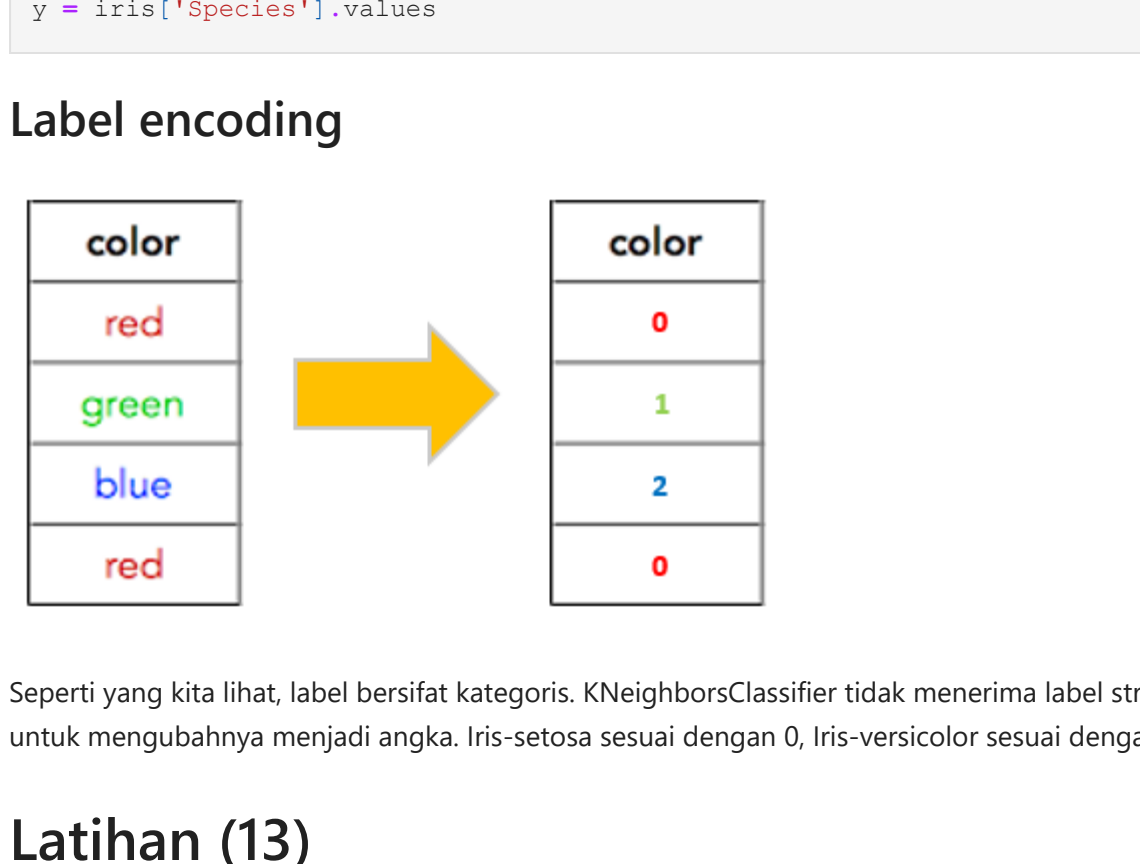 y = iris['Species'].values
Label encoding
color
red
green
blue
red
color
0
1
2
0
Seperti yang kita lihat, label bersifat kategoris. KNeighborsClassifier tidak menerima label
untuk mengubahnya menjadi angka. Iris-setosa sesuai dengan 0, Iris-versicolor sesuai
Latihan (13)